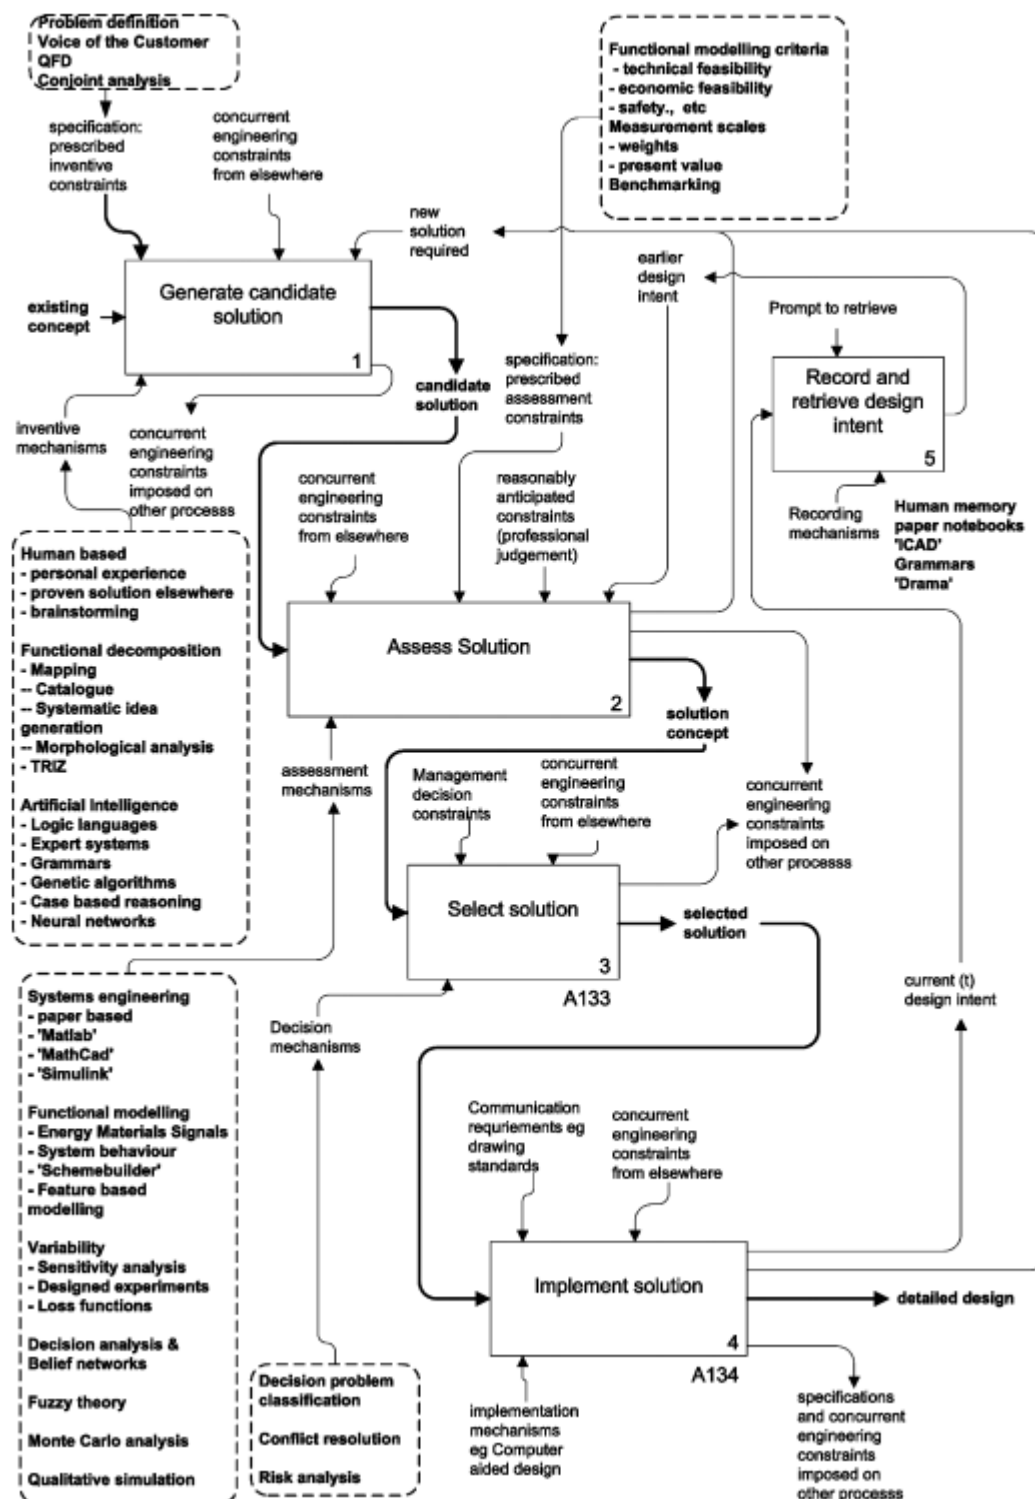 Problem definition
Voice of the Customer
QFD
Conjoint analysis
Functional modelling criteria
- technical feasibility
- economic feasibility
- safety., etc
Measurement scales
- weights
- present value
Benchmarking
specification:
prescribed
inventive
constraints
concurrent
engineering
constraints
from elsewhere
new
solution
required
earlier
design
intent
existing
concept
Generate candidate
solution
1
Prompt to retrieve
Record and
retrieve design
intent
5
candidate
solution
specification:
prescribed
assessment
constraints
inventive
mechanisms
concurrent
engineering
constraints
imposed on
other processs
concurrent
engineering
constraints
from elsewhere
reasonably
anticipated
constraints
(professional
judgement)
Recording
mechanisms
Human memory
paper notebooks
'ICAD'
Grammars
'Drama'
Human based
- personal experience
- proven solution elsewhere
- brainstorming
Functional decomposition
- Mapping
-- Catalogue
-- Systematic idea
generation
-- Morphological analysis
- TRIZ
Artificial Intelligence
- Logic languages
- Expert systems
- Grammars
- Genetic algorithms
- Case based reasoning
- Neural networks
Assess Solution
2
solution
concept
assessment
mechanisms
Management
decision
constraints
concurrent
engineering
constraints
from elsewhere
concurrent
engineering
constraints
imposed on
other processs
Select solution
3
A133
selected
solution
current (t)
design intent
Systems engineering
- paper based
- 'Matlab'
- 'MathCad'
- 'Simulink'
Functional modelling
- Energy Materials Signals
- System behaviour
- 'Schemebuilder'
- Feature based
modelling
Variability
- Sensitivity analysis
- Designed experiments
- Loss functions
Decision analysis &
Belief networks
Fuzzy theory
Monte Carlo analysis
Qualitative simulation
Decision
mechanisms
Communication
requriements eg
drawing
standards
concurrent
engineering
constraints
from elsewhere
Implement solution
4
A134
detailed design
Decision problem
classification
Conflict resolution
Risk analysis
implementation
mechanisms
eg Computer
aided design
specifications
and concurrent
engineering
constraints
imposed on
other processs